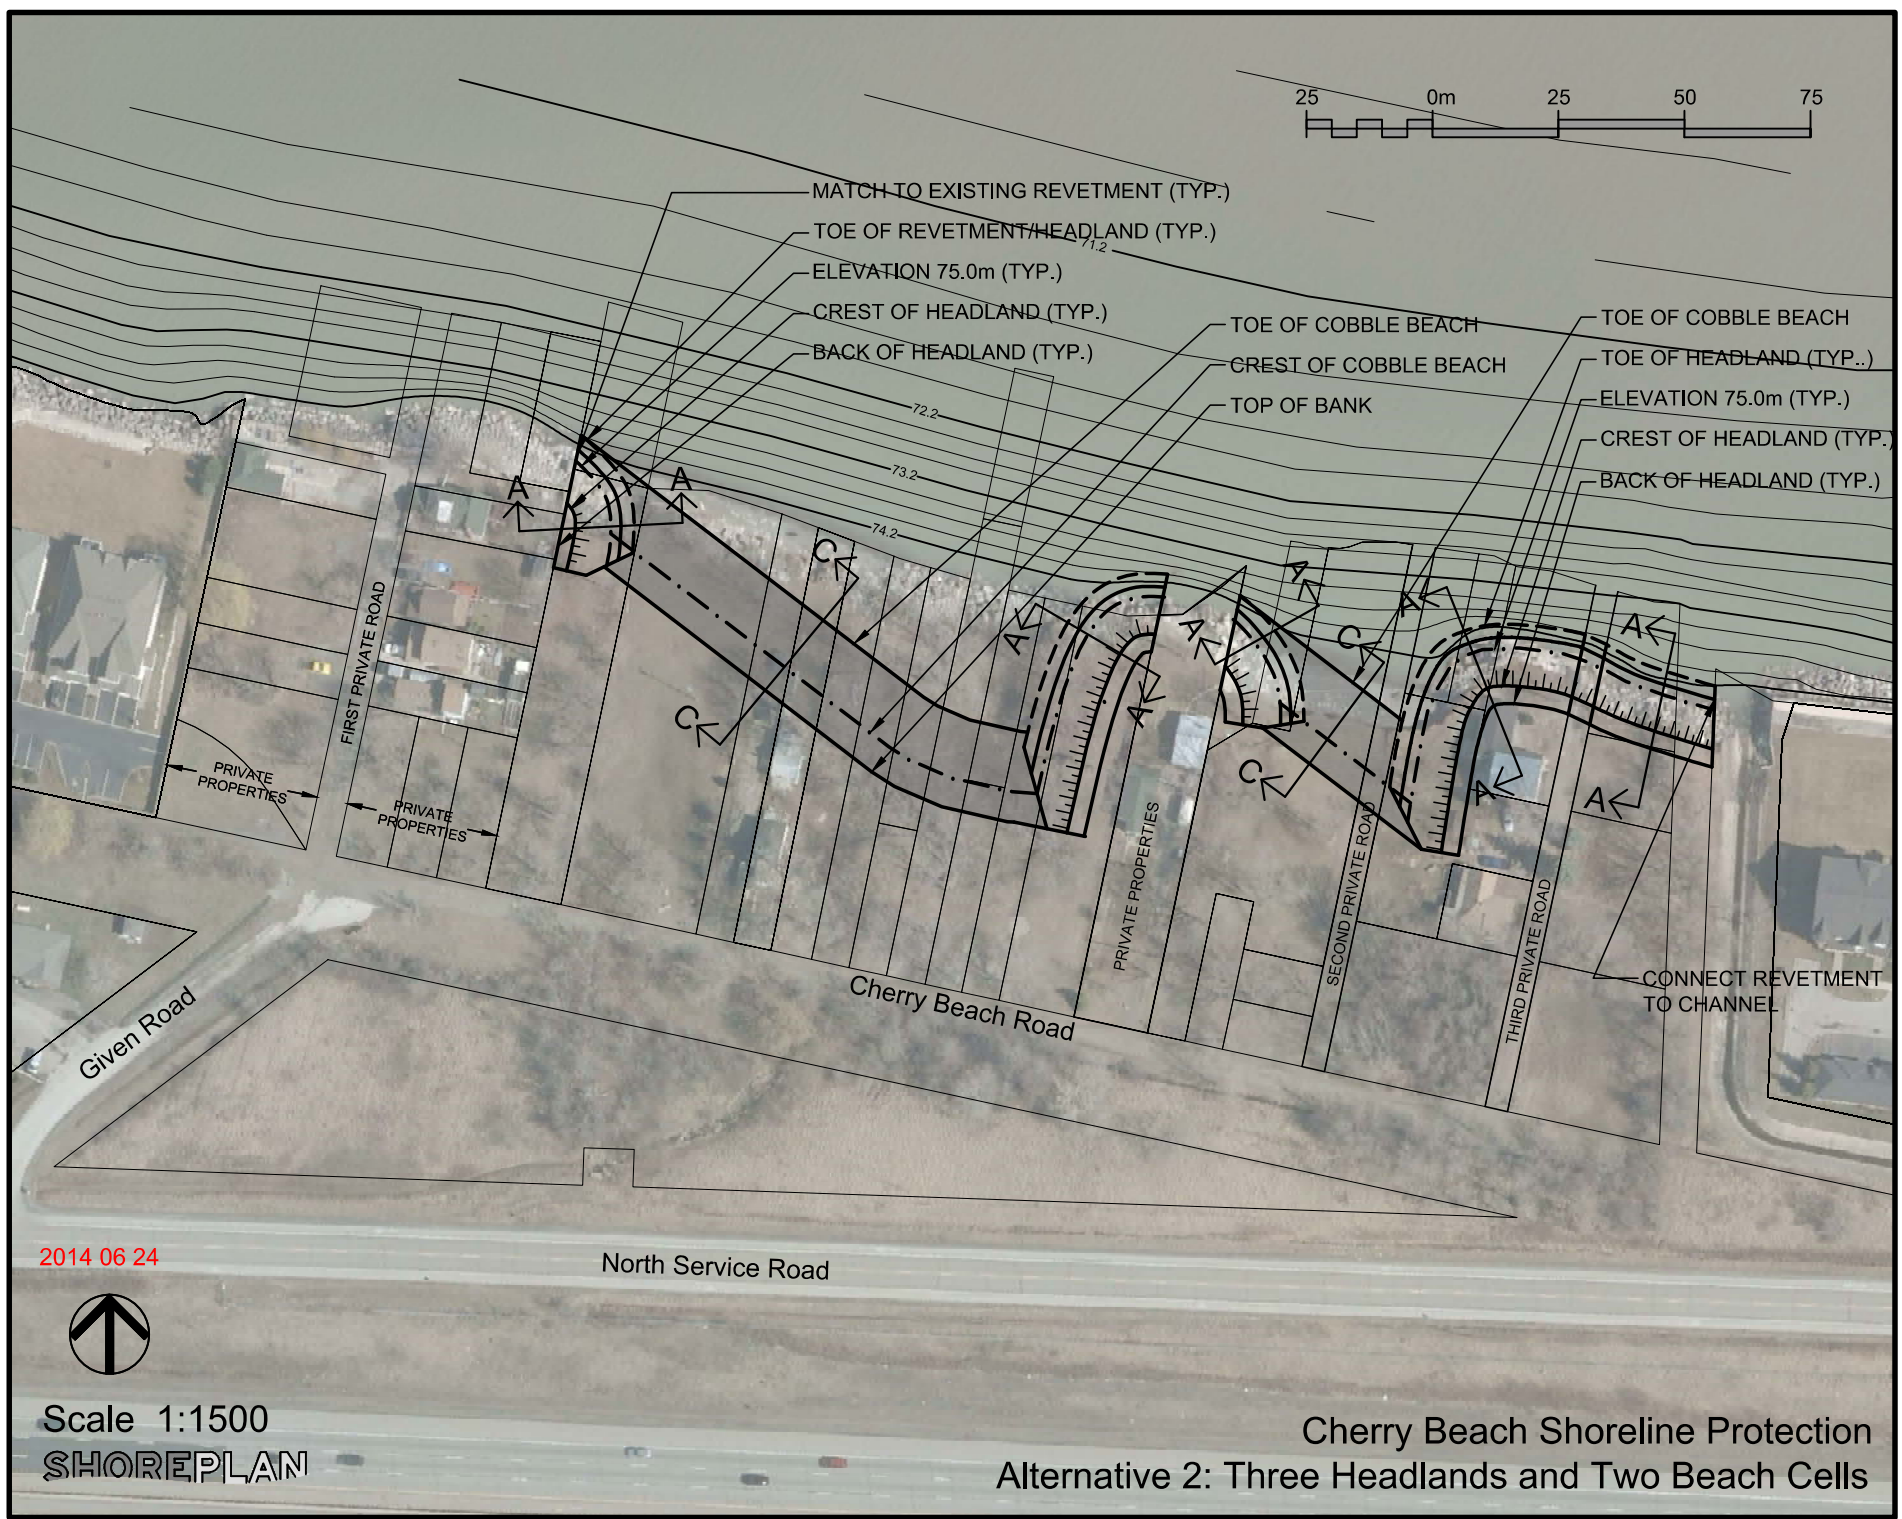 25 0m 25 50 75
MATCH TO EXISTING REVETMENT (TYP.)
TOE OF REVETMENT/HEADLAND (TYP.)
71.2
ELEVATION 75.0m (TYP.)
CREST OF HEADLAND (TYP.)
BACK OF HEADLAND (TYP.)
TOE OF COBBLE BEACH
CREST OF COBBLE BEACH
TOP OF BANK
TOE OF COBBLE BEACH
TOE OF HEADLAND (TYP..)
ELEVATION 75.0m (TYP.)
CREST OF HEADLAND (TYP.)
BACK OF HEADLAND (TYP.)
72.2
73.2
74.2
A A
C
C
A
A
A
A
C
C
A
A
A
A
FIRST PRIVATE ROAD
PRIVATE
PROPERTIES
PRIVATE
PROPERTIES
PRIVATE PROPERTIES
SECOND PRIVATE ROAD
THIRD PRIVATE ROAD
CONNECT REVETMENT
TO CHANNEL
Cherry Beach Road
Given Road
North Service Road
2014 06 24
Scale 1:1500
SHOREPLAN
Cherry Beach Shoreline Protection
Alternative 2: Three Headlands and Two Beach Cells